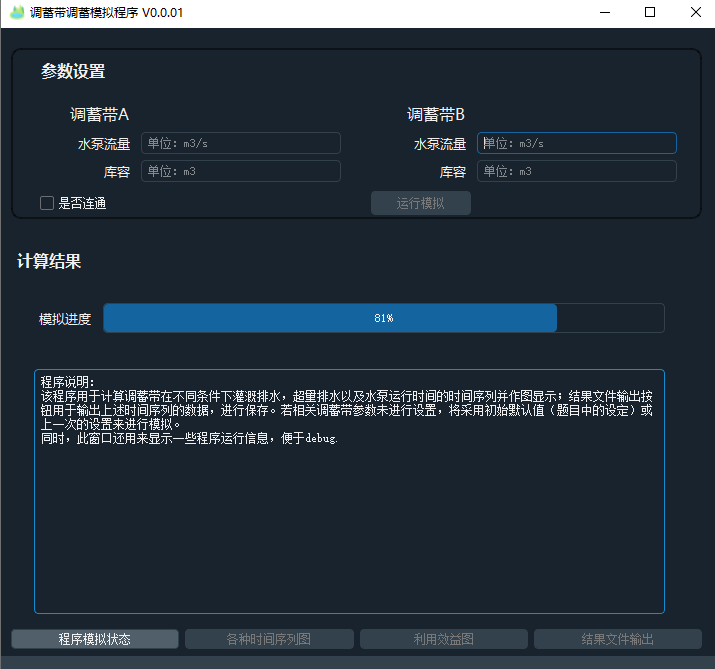 调蓄带调蓄模拟程序 V0.0.01
参数设置
调蓄带A
调蓄带B
水泵流量 单位: m3/s
水泵流量 单位: m3/s
库容 单位: m3
库容 单位: m3
是否连通
运行模拟
计算结果
模拟进度
81%
程序说明:
该程序用于计算调蓄带在不同条件下灌溉排水，超量排水以及水泵运行时间的时间序列并作图显示；结果文件输出按
钮用于输出上述时间序列的数据，进行保存。若相关调蓄带参数未进行设置，将采用初始默认值（题目中的设定）或
上一次的设置来进行模拟。
同时，此窗口还用来显示一些程序运行信息，便于debug.
程序模拟状态
各种时间序列图
利用效益图
结果文件输出